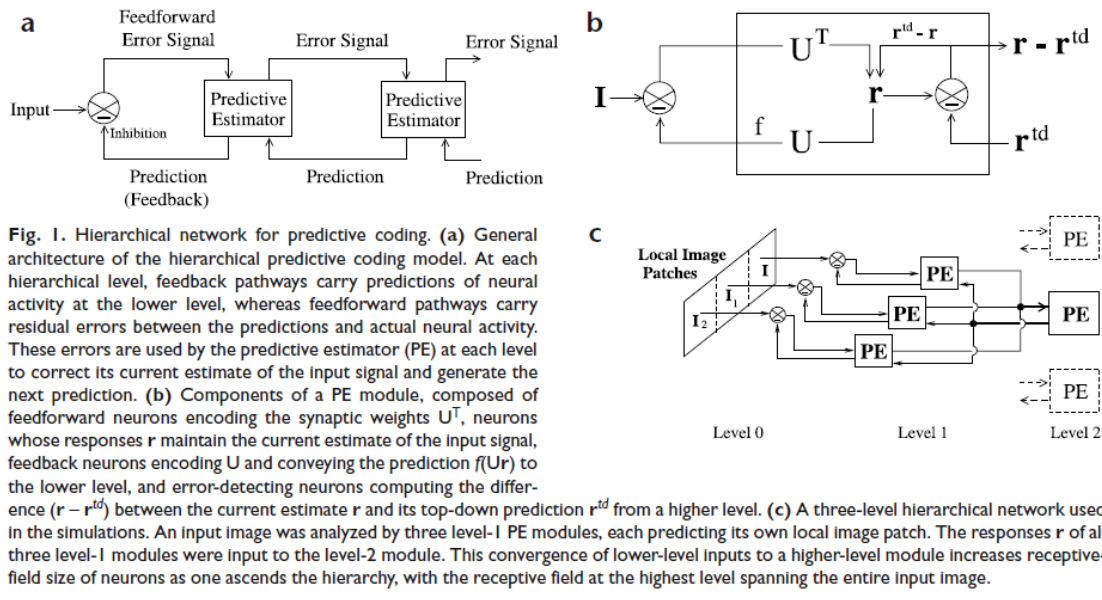 a
Feedforward
Error Signal
Error Signal
Error Signal
Input
Predictive
Estimator
Predictive
Estimator
Inhibition
Prediction
(Feedback)
Prediction
Prediction
b
I
U^T
r^td - r
r - r^td
r
f
U
r^td
Fig. 1. Hierarchical network for predictive coding. (a) General
architecture of the hierarchical predictive coding model. At each
hierarchical level, feedback pathways carry predictions of neural
activity at the lower level, whereas feedforward pathways carry
residual errors between the predictions and actual neural activity.
These errors are used by the predictive estimator (PE) at each level
to correct its current estimate of the input signal and generate the
next prediction. (b) Components of a PE module, composed of
feedforward neurons encoding the synaptic weights U^T, neurons
whose responses r maintain the current estimate of the input signal,
feedback neurons encoding U and conveying the prediction f(Ur) to
the lower level, and error-detecting neurons computing the differ-
ence (r – r^td) between the current estimate r and its top-down prediction r^td from a higher level. (c) A three-level hierarchical network used
in the simulations. An input image was analyzed by three level-1 PE modules, each predicting its own local image patch. The responses r of al
three level-1 modules were input to the level-2 module. This convergence of lower-level inputs to a higher-level module increases receptive-
field size of neurons as one ascends the hierarchy, with the receptive field at the highest level spanning the entire input image.
c
Local Image
Patches
I
I_1
I_2
PE
PE
PE
PE
PE
PE
Level 0
Level 1
Level 2